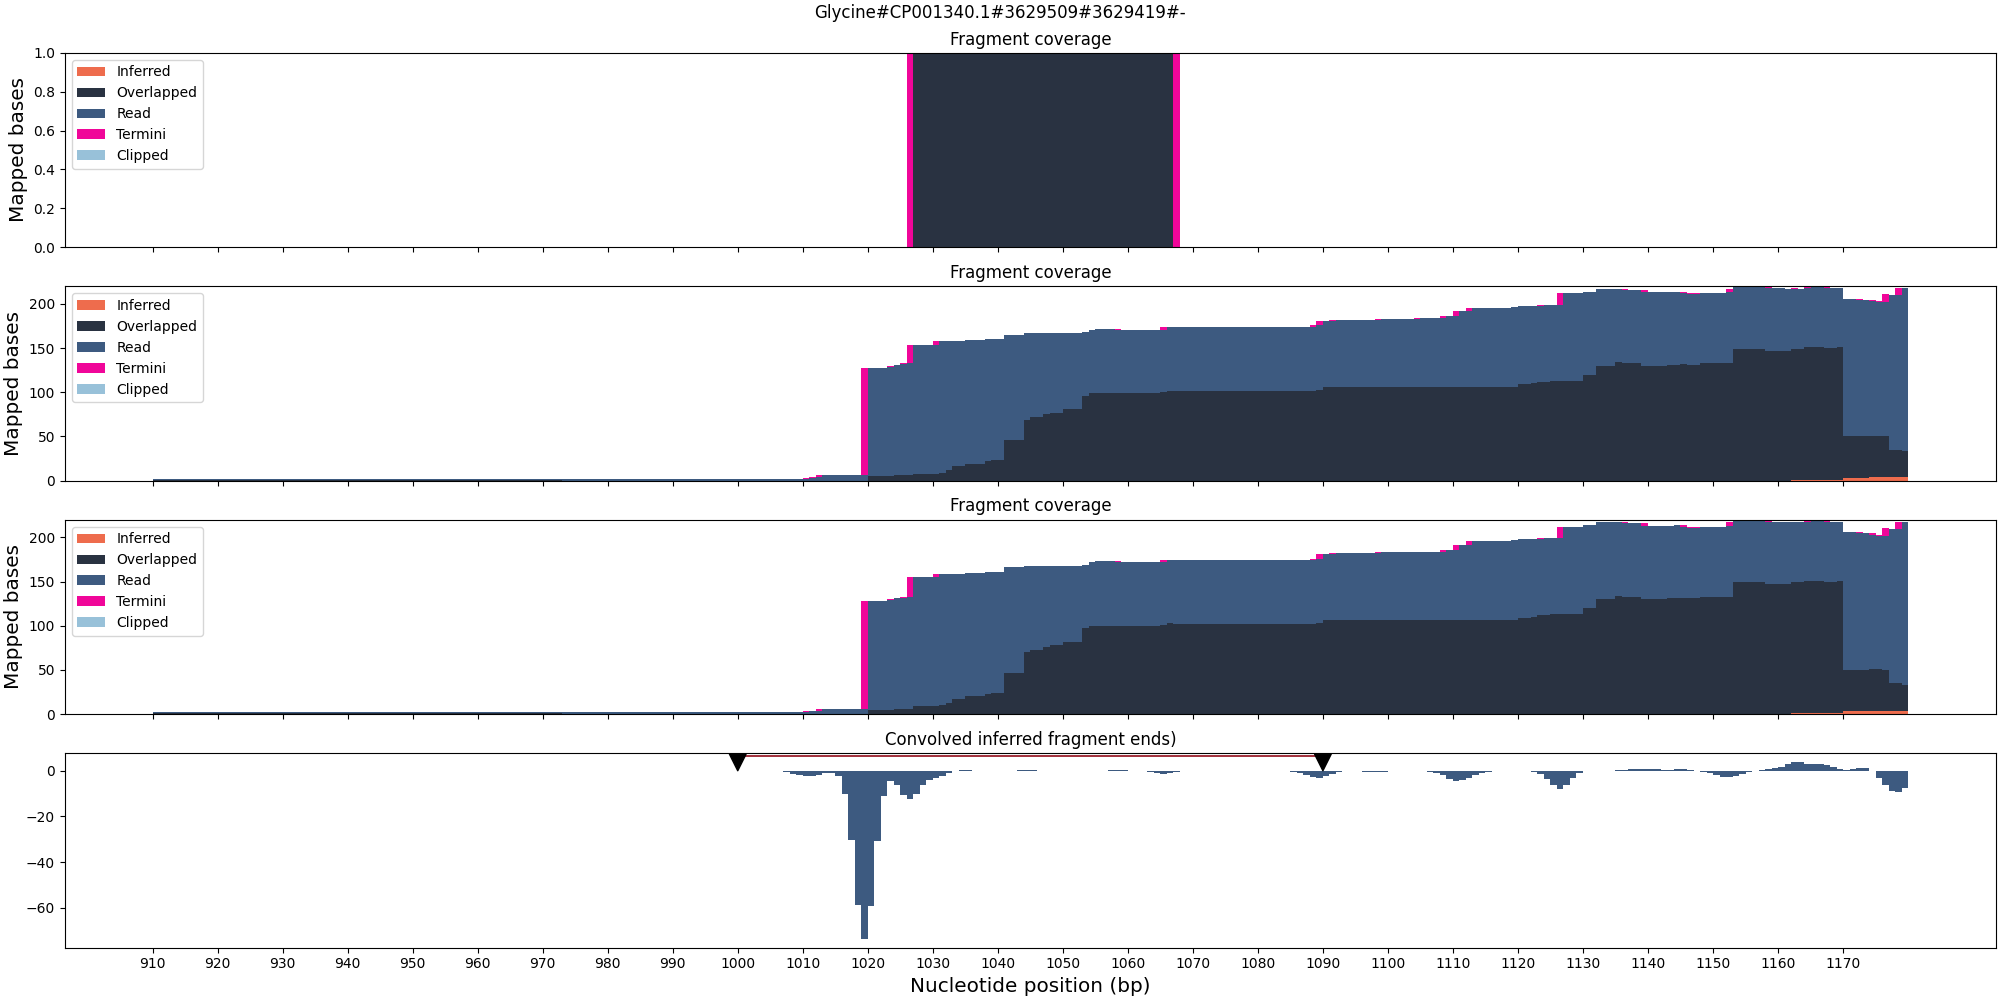 Glycine#CP001340.1#3629509#3629419#-
Fragment coverage
Mapped bases
1.0
0.8
0.6
0.4
0.2
0.0
Inferred
Overlapped
Read
Termini
Clipped
Fragment coverage
Mapped bases
200
150
100
50
0
Inferred
Overlapped
Read
Termini
Clipped
Fragment coverage
Mapped bases
200
150
100
50
0
Inferred
Overlapped
Read
Termini
Clipped
Convolved inferred fragment ends)
0
−20
−40
−60
910 920 930 940 950 960 970 980 990 1000 1010 1020 1030 1040 1050 1060 1070 1080 1090 1100 1110 1120 1130 1140 1150 1160 1170
Nucleotide position (bp)